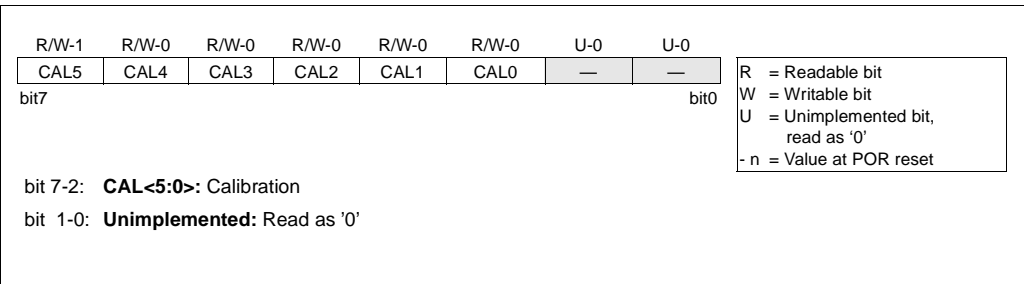 R/W-1 R/W-0 R/W-0 R/W-0 R/W-0 R/W-0 U-0 U-0
CAL5 CAL4 CAL3 CAL2 CAL1 CAL0 — —
bit7 bit0
R = Readable bit
W = Writable bit
U = Unimplemented bit,
read as ‘0’
- n = Value at POR reset
bit 7-2: CAL<5:0>: Calibration
bit 1-0: Unimplemented: Read as ’0’